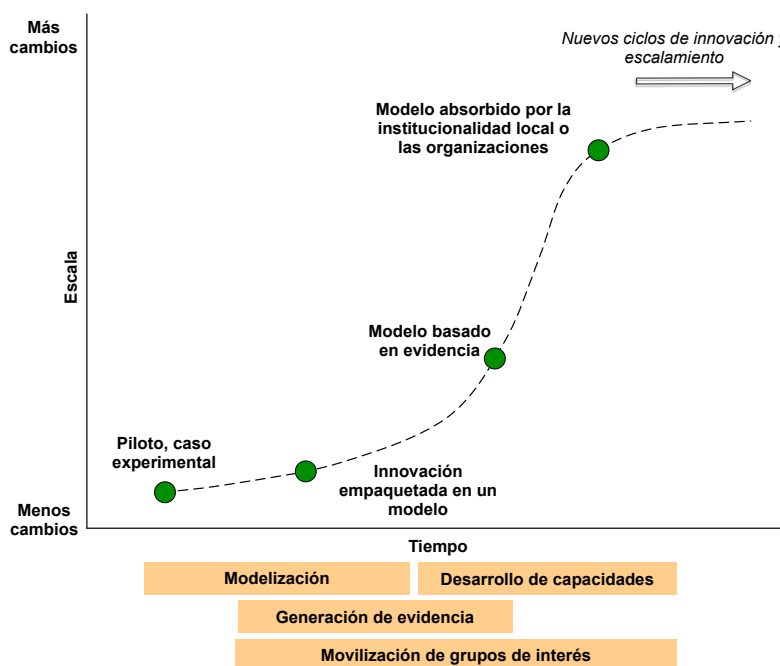 Más
cambios
Nuevos ciclos de innovación y
escalamiento
Modelo absorbido por la
institucionalidad local o
las organizaciones
Escala
Modelo basado
en evidencia
Piloto, caso
experimental
Innovación
empaquetada en un
modelo
Menos
cambios
Tiempo
Modelización
Desarrollo de capacidades
Generación de evidencia
Movilización de grupos de interés